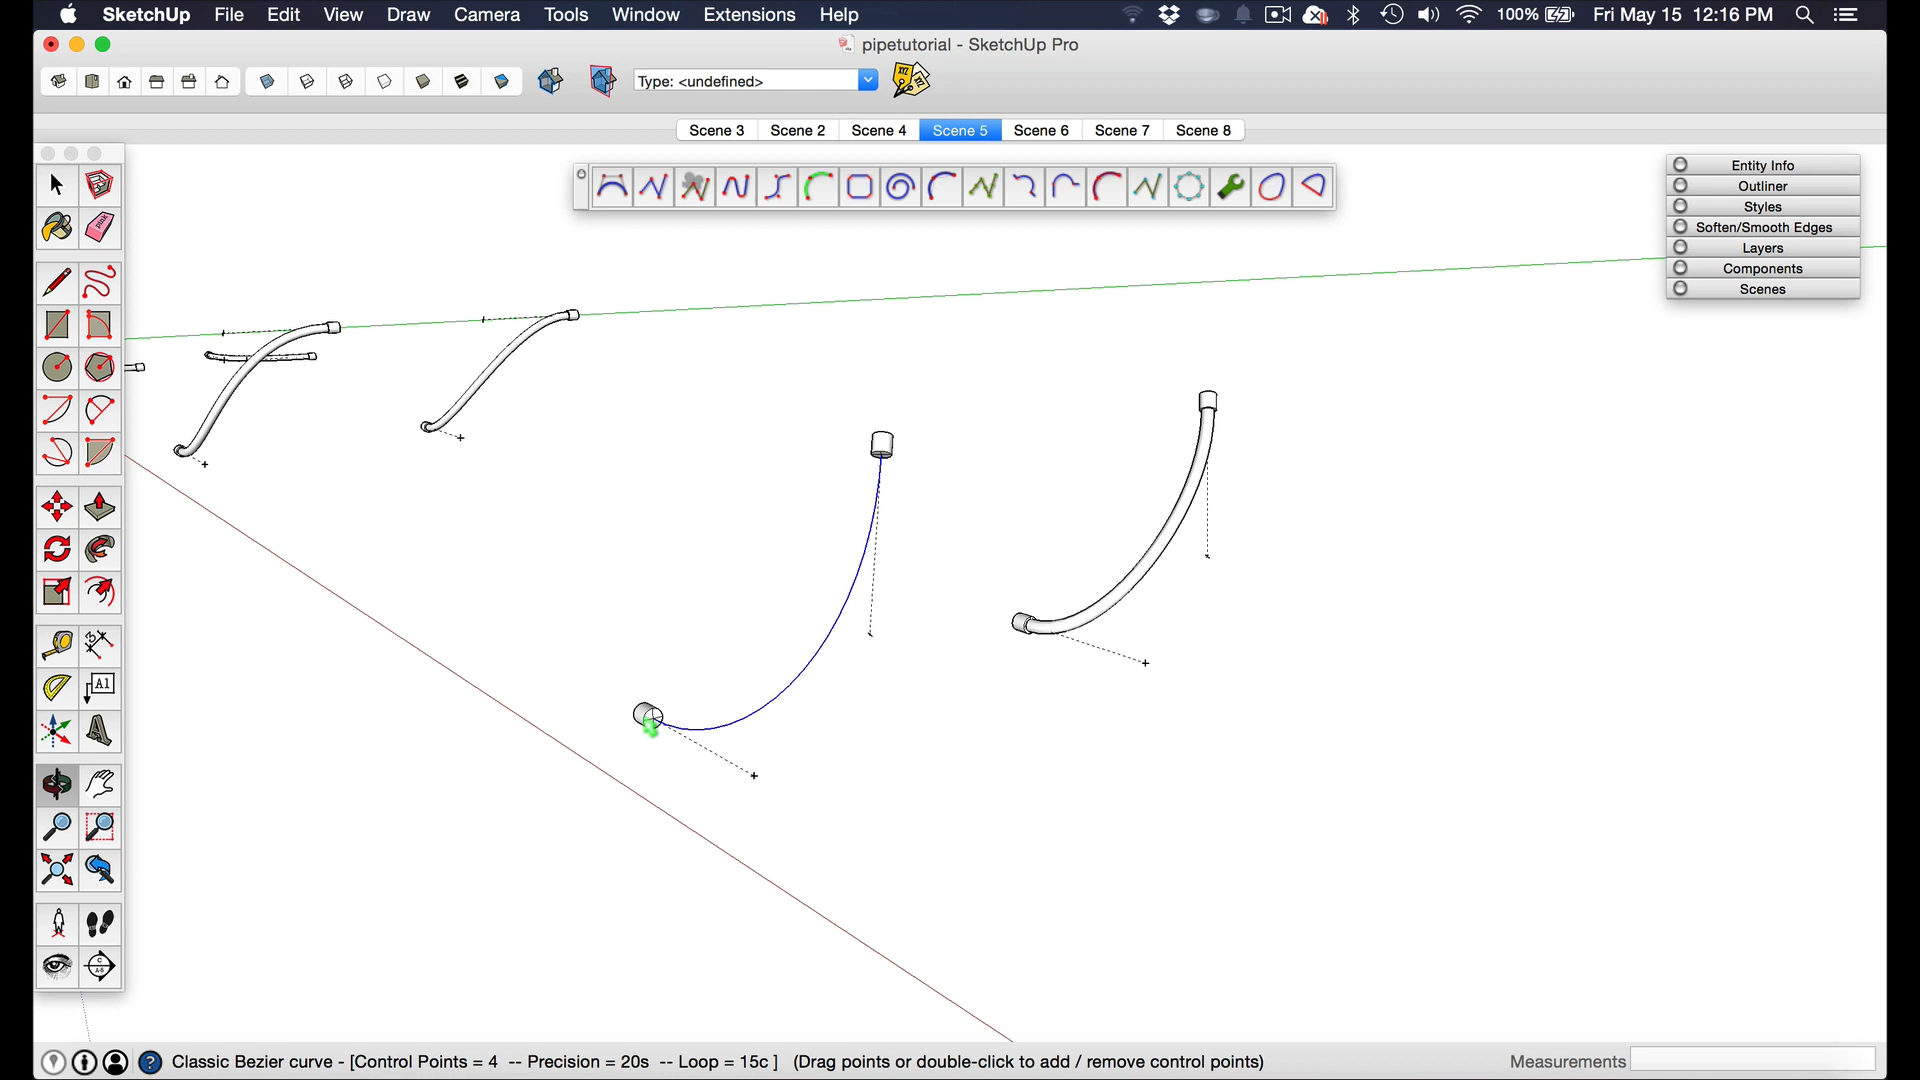 SketchUp File Edit View Draw Camera Tools Window Extensions Help 100% Fri May 15 12:16 PM
pipetutorial - SketchUp Pro
Type: <undefined>
Scene 3 Scene 2 Scene 4 Scene 5 Scene 6 Scene 7 Scene 8
Entity Info
Outliner
Styles
Soften/Smooth Edges
Layers
Components
Scenes
A1
Classic Bezier curve - [Control Points = 4 -- Precision = 20s -- Loop = 15c ] (Drag points or double-click to add / remove control points) Measurements